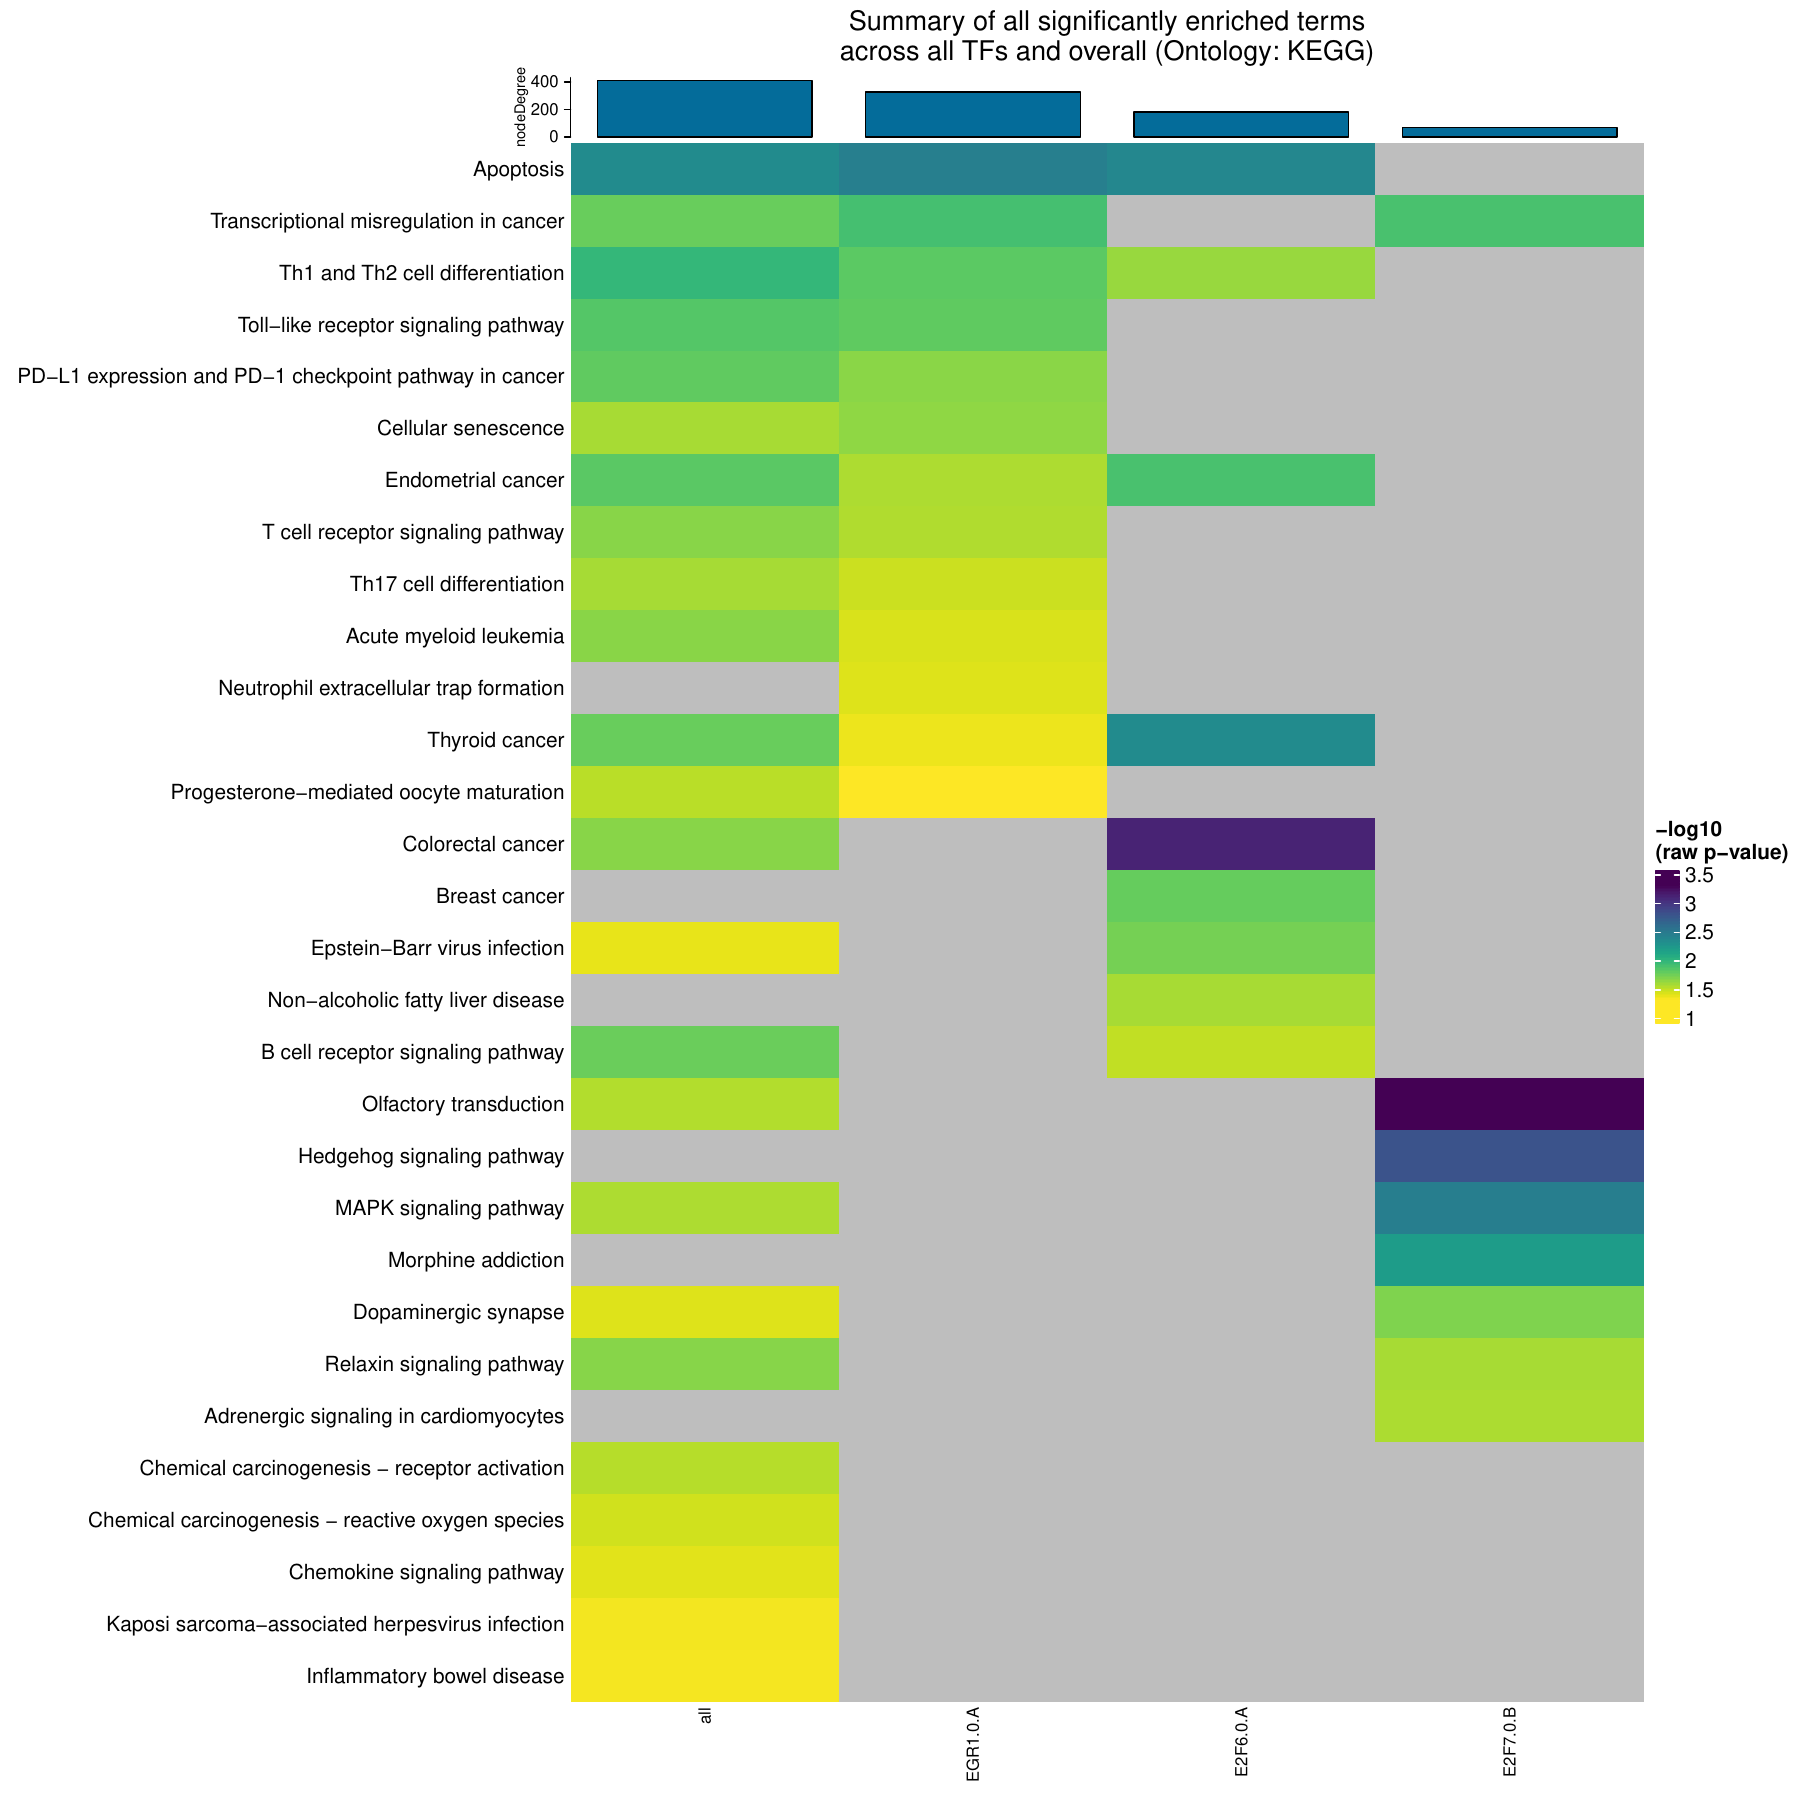 Summary of all significantly enriched terms
across all TFs and overall (Ontology: KEGG)
nodeDegree
400
200
0
Apoptosis
Transcriptional misregulation in cancer
Th1 and Th2 cell differentiation
Toll−like receptor signaling pathway
PD−L1 expression and PD−1 checkpoint pathway in cancer
Cellular senescence
Endometrial cancer
T cell receptor signaling pathway
Th17 cell differentiation
Acute myeloid leukemia
Neutrophil extracellular trap formation
Thyroid cancer
Progesterone−mediated oocyte maturation
Colorectal cancer
Breast cancer
Epstein−Barr virus infection
Non−alcoholic fatty liver disease
B cell receptor signaling pathway
Olfactory transduction
Hedgehog signaling pathway
MAPK signaling pathway
Morphine addiction
Dopaminergic synapse
Relaxin signaling pathway
Adrenergic signaling in cardiomyocytes
Chemical carcinogenesis − receptor activation
Chemical carcinogenesis − reactive oxygen species
Chemokine signaling pathway
Kaposi sarcoma−associated herpesvirus infection
Inflammatory bowel disease
all
EGR1.0.A
E2F6.0.A
E2F7.0.B
−log10
(raw p−value)
3.5
3
2.5
2
1.5
1